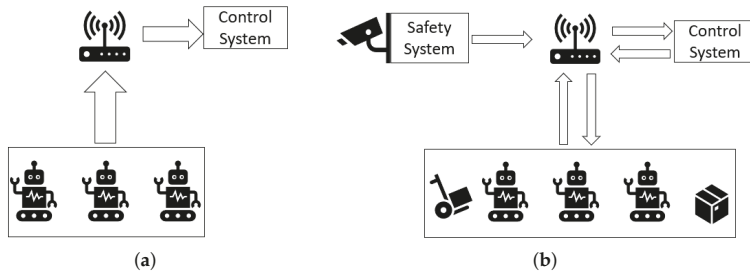 Control
System
Safety
System
Control
System
(a)
(b)